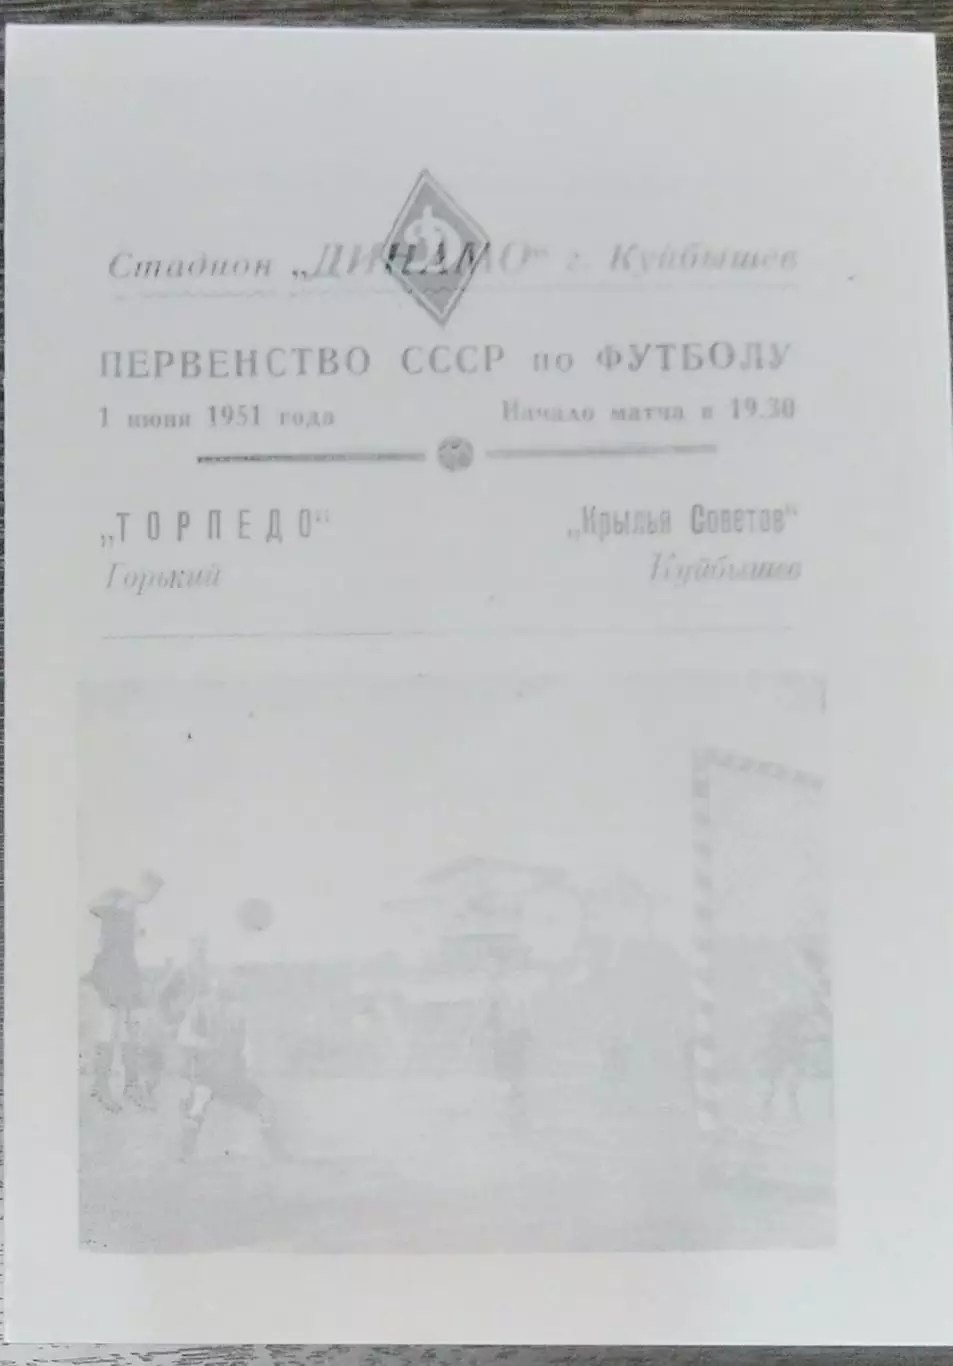 Стадион „ДИНАМО“ г. Куйбышев
ПЕРВЕНСТВО СССР по ФУТБОЛУ
1 июня 1951 года Начало матча в 19.30
„ТОРПЕДО“ „Крылья Советов“
Горький Куйбышев